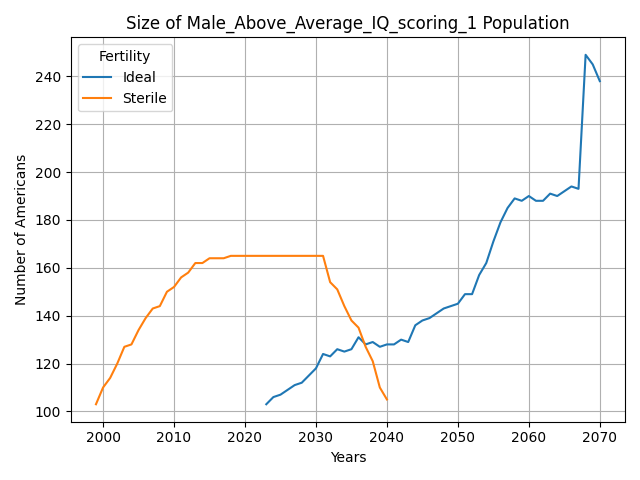 Size of Male_Above_Average_IQ_scoring_1 Population
Fertility
Ideal
Sterile
Number of Americans
240
220
200
180
160
140
120
100
2000 2010 2020 2030 2040 2050 2060 2070
Years